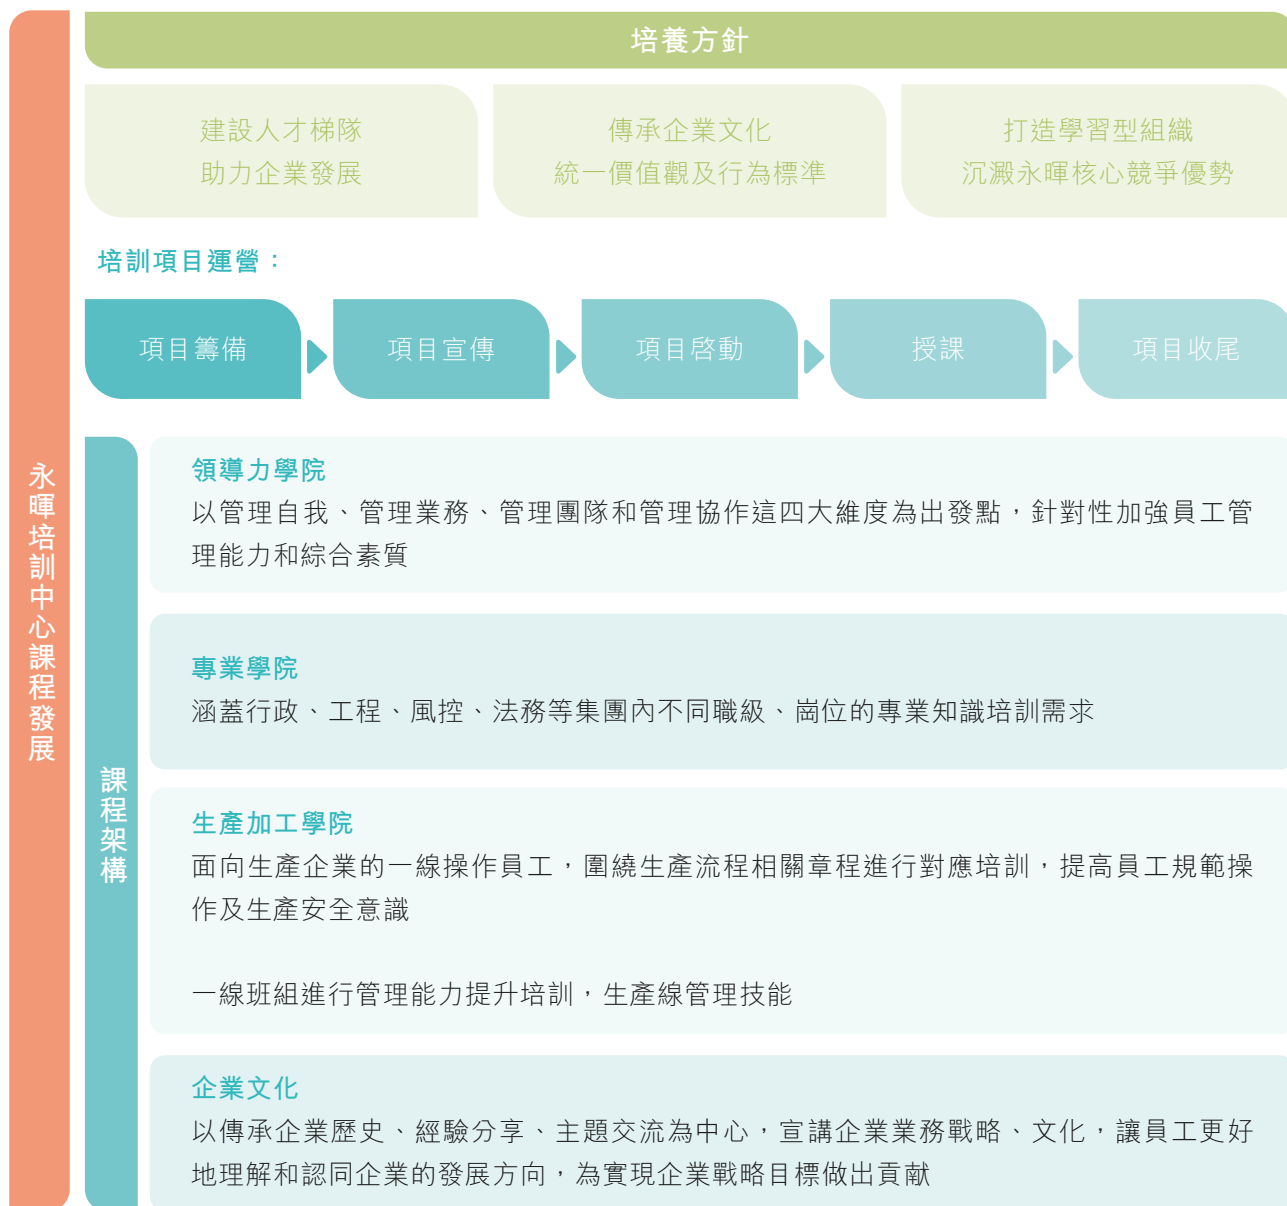 永暉培訓中心課程發展
培養方針
建設人才梯隊
助力企業發展
傳承企業文化
統一價值觀及行為標準
打造學習型組織
沉澱永暉核心競爭優勢
培訓項目運營：
項目籌備
項目宣傳
項目啓動
授課
項目收尾
課程架構
領導力學院
以管理自我、管理業務、管理團隊和管理協作這四大維度為出發點，針對性加強員工管
理能力和綜合素質
專業學院
涵蓋行政、工程、風控、法務等集團內不同職級、崗位的專業知識培訓需求
生產加工學院
面向生產企業的一線操作員工，圍繞生產流程相關章程進行對應培訓，提高員工規範操
作及生產安全意識
一線班組進行管理能力提升培訓，生產線管理技能
企業文化
以傳承企業歷史、經驗分享、主題交流為中心，宣講企業業務戰略、文化，讓員工更好
地理解和認同企業的發展方向，為實現企業戰略目標做出貢獻